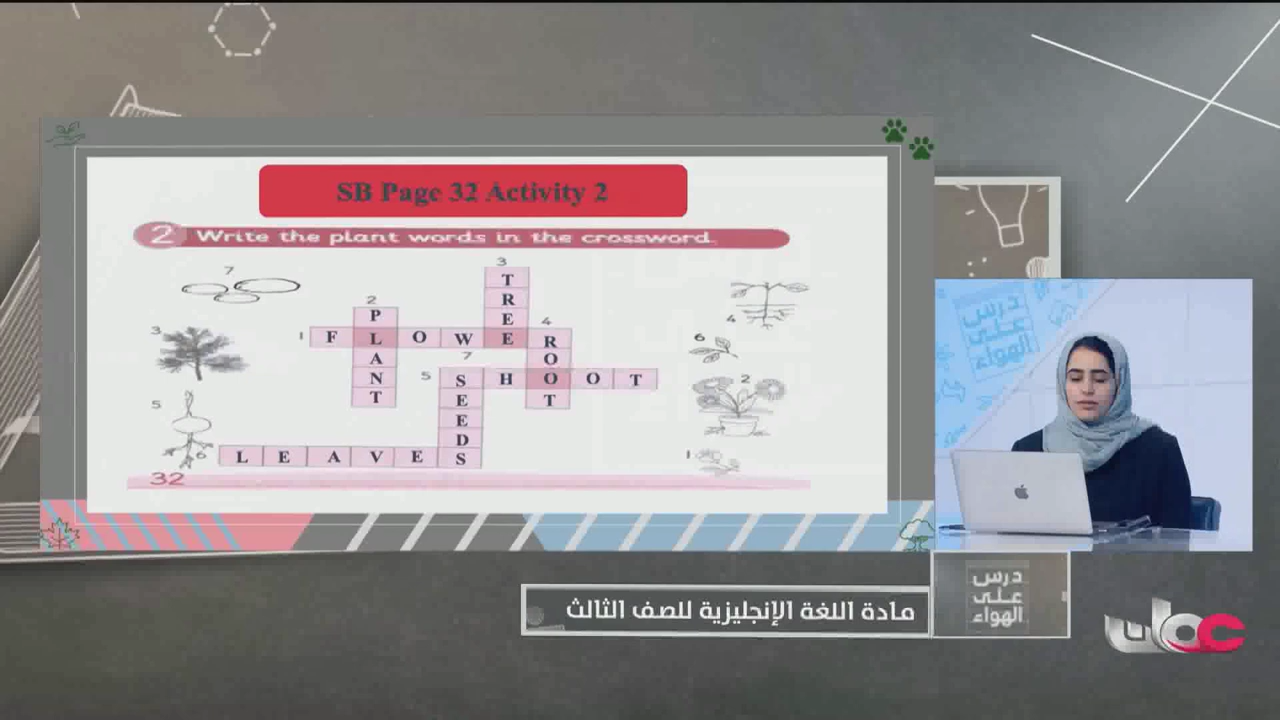 SB Page 32 Activity 2
2 Write the plant words in the crossword.
7
3
2
T
R
P
E
4
4
3
1 F L O W E R
6
A
7
O
5 S H O O T
N
2
5
T
E
T
E
D
1
6 L E A V E S
32
درس على الهواء
درس
على
الهواء
مادة اللغة الإنجليزية للصف الثالث